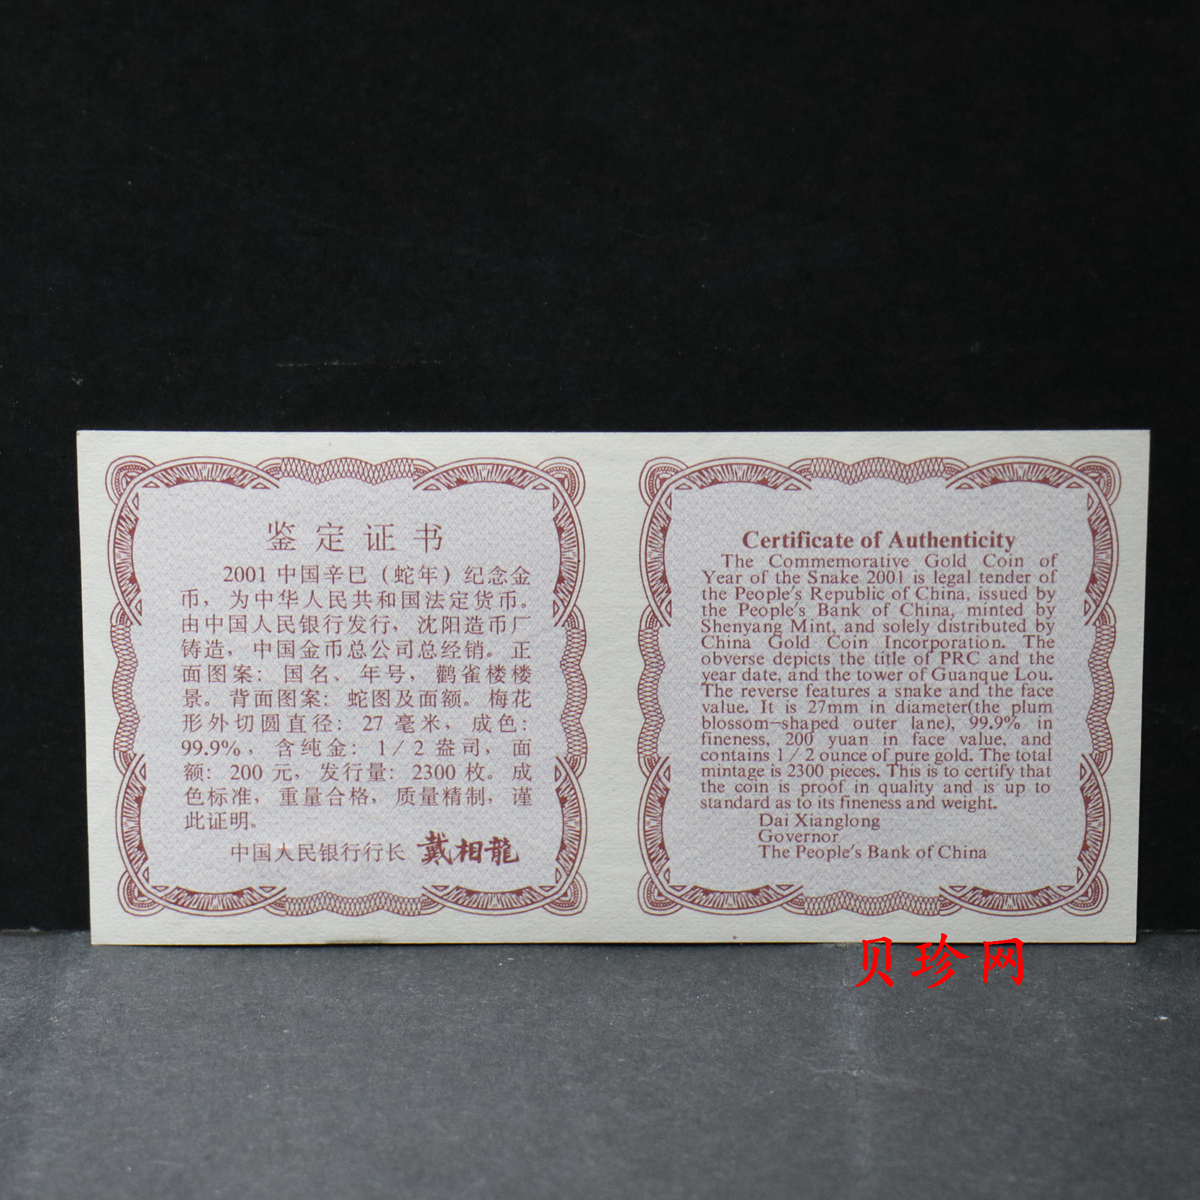 鉴定证书
2001中国辛巳（蛇年）纪念金
币，为中华人民共和国法定货币。
由中国人民银行发行，沈阳造币厂
铸造，中国金币总公司总经销。正
面图案：国名、年号，鹳雀楼楼
景。背面图案：蛇图及面额。梅花
形外切圆直径：27毫米，成色：
99.9%，含纯金：1/2盎司，面
额：200元，发行量：2300枚。成
色标准，重量合格，质量精制，谨
此证明。
中国人民银行行长 戴相龍
Certificate of Authenticity
The Commemorative Gold Coin of
Year of the Snake 2001 is legal tender of
the People's Republic of China, issued by
the People's Bank of China, minted by
Shenyang Mint, and solely distributed by
China Gold Coin Incorporation. The
obverse depicts the title of PRC and the
year date, and the tower of Guanque Lou.
The reverse features a snake and the face
value. It is 27mm in diameter(the plum
blossom-shaped outer lane), 99.9% in
fineness, 200 yuan in face value, and
contains 1/2 ounce of pure gold. The total
mintage is 2300 pieces. This is to certify that
the coin is proof in quality and is up to
standard as to its fineness and weight.
Dai Xianglong
Governor
The People's Bank of China
贝珍网